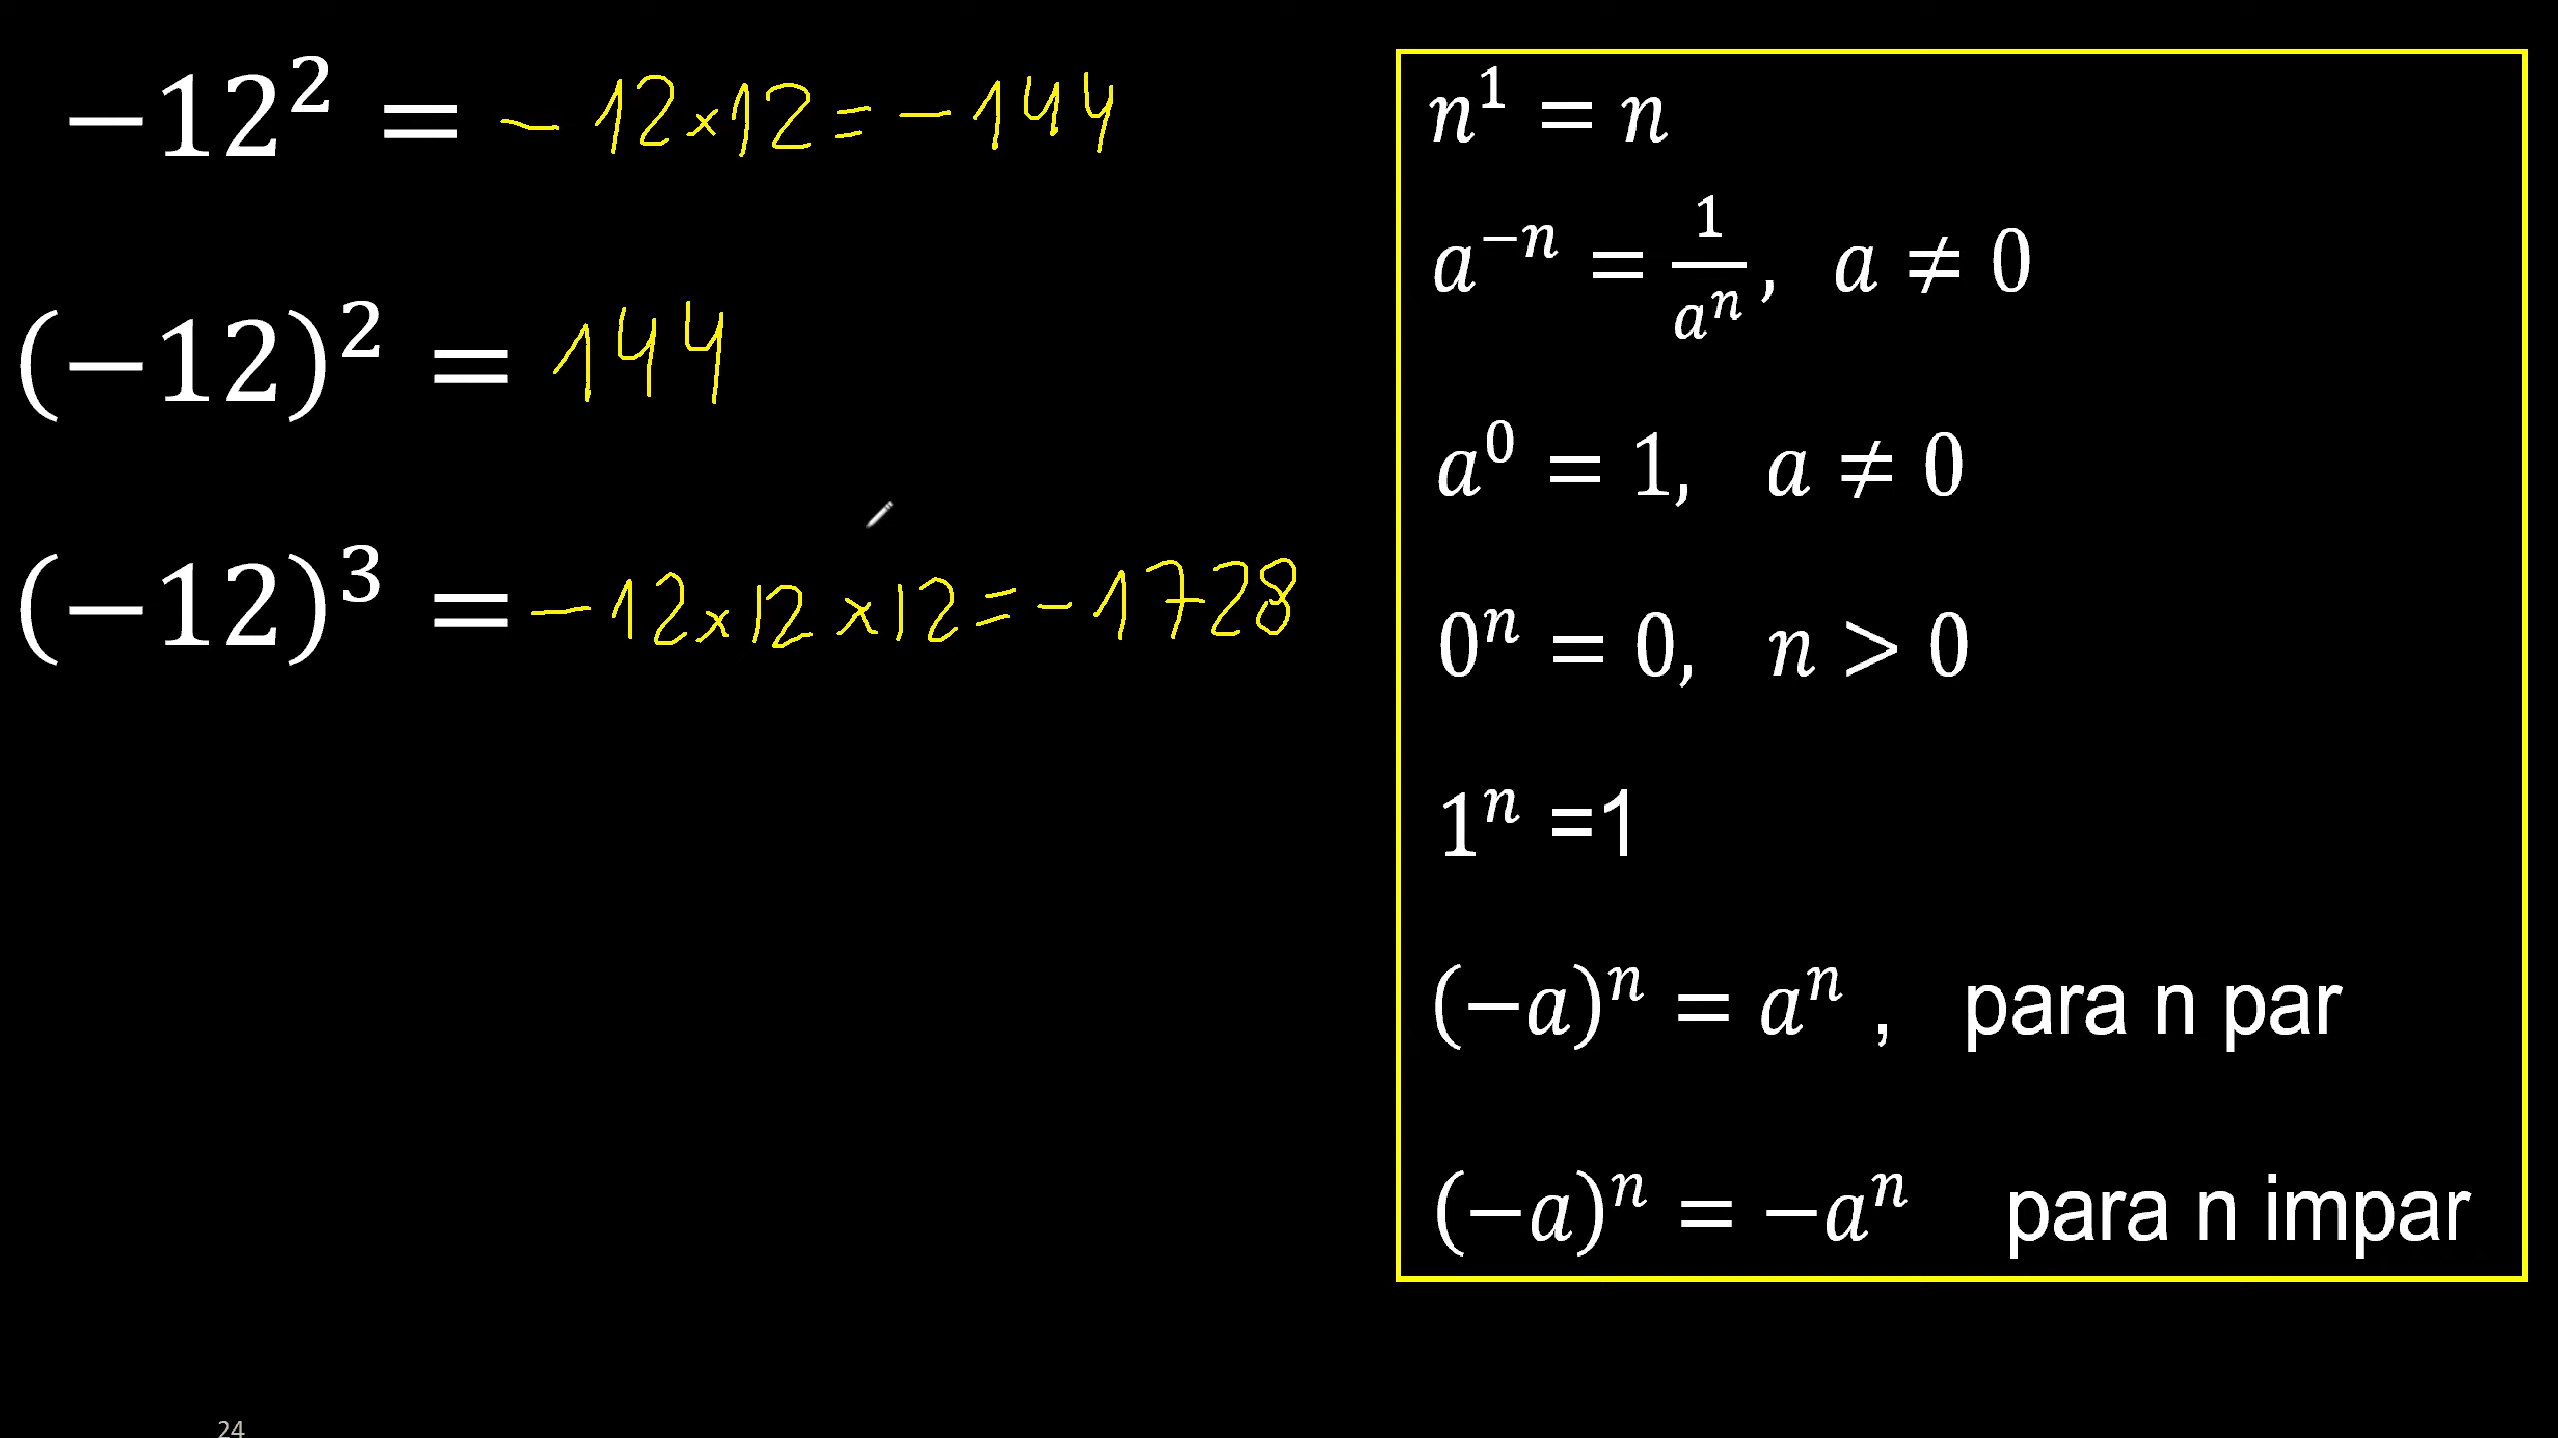 −12² = − 12×12 = − 144
(−12)² = 144
(−12)³ = − 12×12×12 = − 1728
n¹ = n
a⁻ⁿ = 1/aⁿ, a ≠ 0
a⁰ = 1, a ≠ 0
0ⁿ = 0, n > 0
1ⁿ =1
(−a)ⁿ = aⁿ , para n par
(−a)ⁿ = −aⁿ para n impar
24